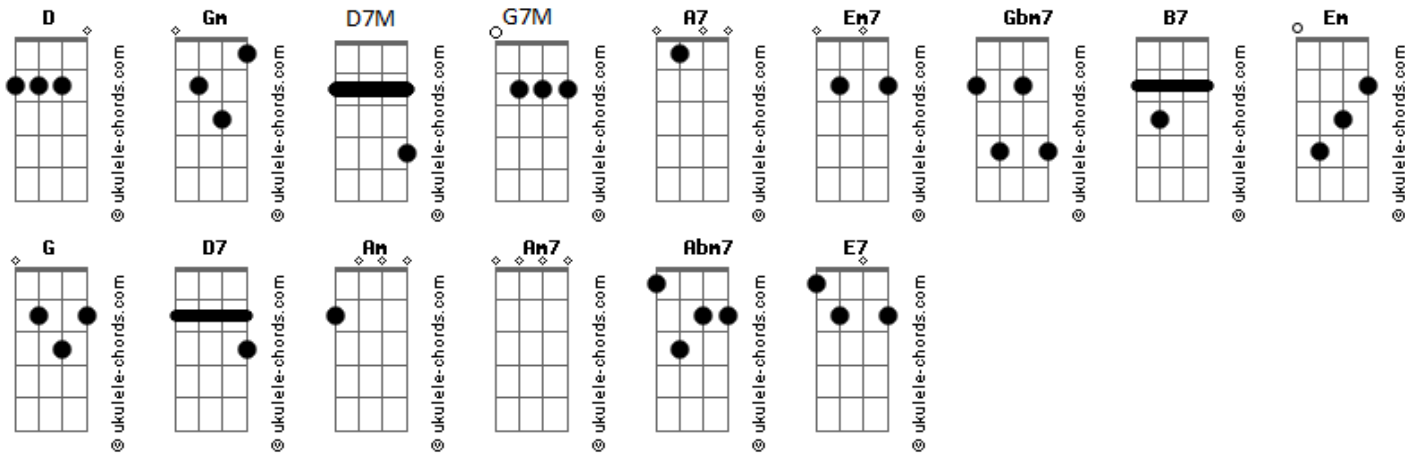 D Gm D7M G7M A7 Em7 Gbm7 B7 Em
© ukulele-chords.com © ukulele-chords.com © ukulele-chords.com © ukulele-chords.com © ukulele-chords.com © ukulele-chords.com © ukulele-chords.com © ukulele-chords.com © ukulele-chords.com
G D7 Am Am7 Abm7 E7
© ukulele-chords.com © ukulele-chords.com © ukulele-chords.com © ukulele-chords.com © ukulele-chords.com © ukulele-chords.com